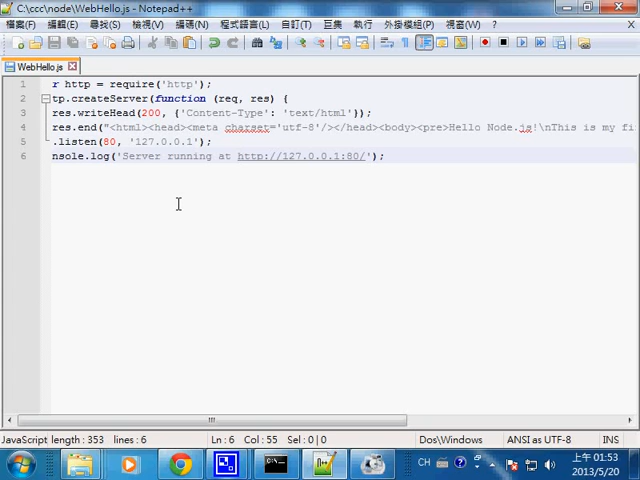 C:\ccc\node\WebHello.js - Notepad++
檔案(F) 編輯(E) 搜尋(S) 檢視(V) 編碼(N) 程式語言(L) 自訂(T) 巨集 執行 外掛模組(P) 視窗(W) ?
WebHello.js
1 r http = require('http');
2 tp.createServer(function (req, res) {
3 res.writeHead(200, {'Content-Type': 'text/html'});
4 res.end("<html><head><meta charset='utf-8'/></head><body><pre>Hello Node.js!\nThis is my fi
5 .listen(80, '127.0.0.1');
6 nsole.log('Server running at http://127.0.0.1:80/');
JavaScript length : 353 lines : 6 Ln : 6 Col : 55 Sel : 0 | 0 Dos\Windows ANSI as UTF-8 INS
CH 上午 01:53
2013/5/20